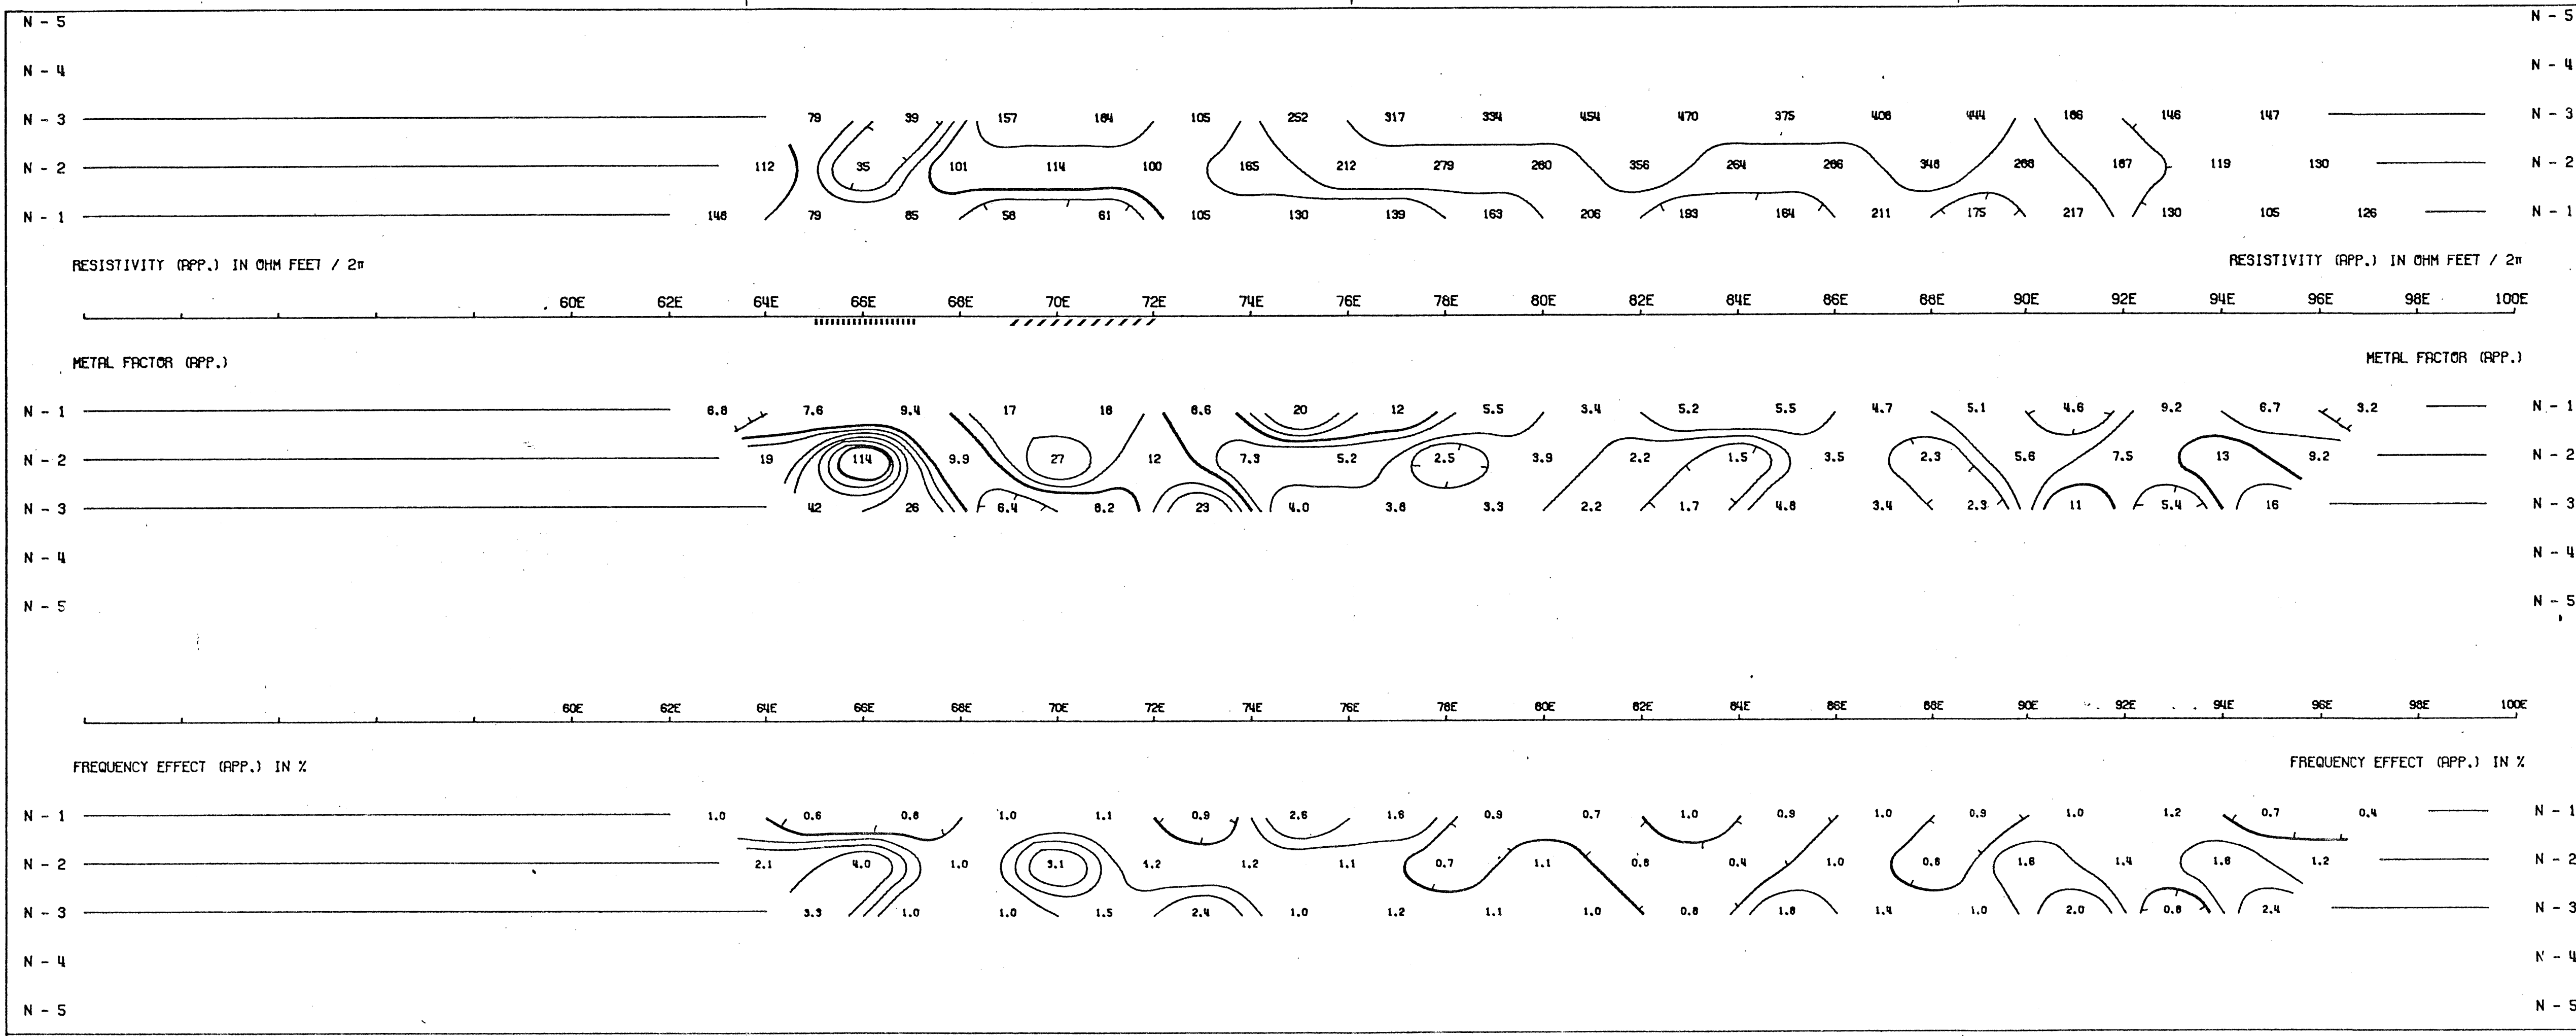 N - 5 N - 5
N - 4 N - 4
N - 3 79 39 157 184 105 252 317 334 454 470 375 408 444 186 146 147 N - 3
N - 2 112 35 101 114 100 165 212 279 280 356 264 266 348 268 187 119 130 N - 2
N - 1 148 79 85 58 61 105 130 139 163 206 193 164 211 175 217 130 105 126 N - 1
RESISTIVITY (APP.) IN OHM FEET / 2π RESISTIVITY (APP.) IN OHM FEET / 2π
60E 62E 64E 66E 68E 70E 72E 74E 76E 78E 80E 82E 84E 86E 88E 90E 92E 94E 96E 98E 100E
METAL FACTOR (APP.) METAL FACTOR (APP.)
N - 1 6.8 7.6 9.4 17 18 8.6 20 12 5.5 3.4 5.2 5.5 4.7 5.1 4.6 9.2 6.7 3.2 N - 1
N - 2 19 114 9.9 27 12 7.3 5.2 2.5 3.9 2.2 1.5 3.5 2.3 5.6 7.5 13 9.2 N - 2
N - 3 42 26 6.4 8.2 23 4.0 3.8 3.3 2.2 1.7 4.8 3.4 2.3 11 5.4 16 N - 3
N - 4 N - 4
N - 5 N - 5
60E 62E 64E 66E 68E 70E 72E 74E 76E 78E 80E 82E 84E 86E 88E 90E 92E 94E 96E 98E 100E
FREQUENCY EFFECT (APP.) IN % FREQUENCY EFFECT (APP.) IN %
N - 1 1.0 0.6 0.8 1.0 1.1 0.9 2.6 1.6 0.9 0.7 1.0 0.9 1.0 0.9 1.0 1.2 0.7 0.4 N - 1
N - 2 2.1 4.0 1.0 3.1 1.2 1.2 1.1 0.7 1.1 0.8 0.4 1.0 0.8 1.6 1.4 1.6 1.2 N - 2
N - 3 3.3 1.0 1.0 1.5 2.4 1.0 1.2 1.1 1.0 0.8 1.8 1.4 1.0 2.0 0.8 2.4 N - 3
N - 4 N - 4
N - 5 N - 5